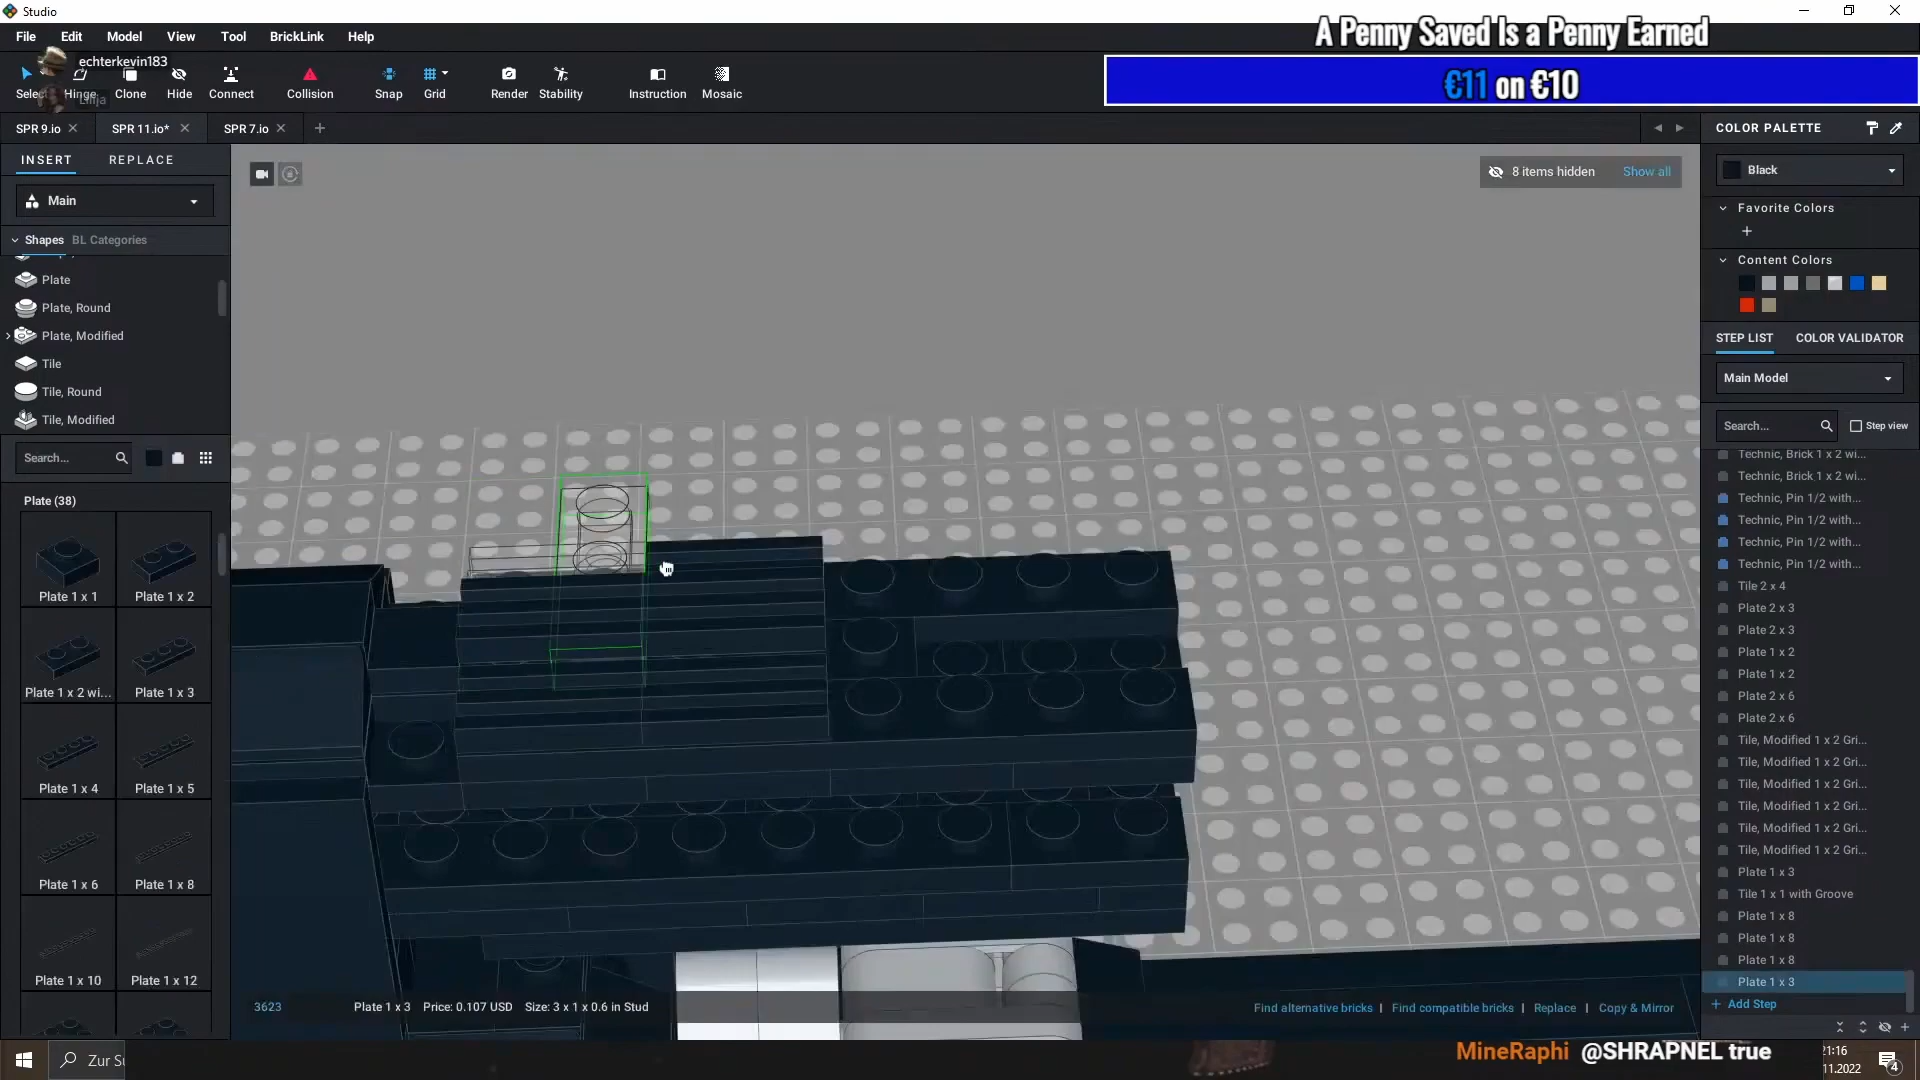 Studio
A Penny Saved Is a Penny Earned
File Edit Model View Tool BrickLink Help
echterkevin183
Select Hinge Clone Hide Connect Collision Snap Grid Render Stability Instruction Mosaic
Lilija
€11 on €10
SPR 9.io SPR 11.io* SPR 7.io
COLOR PALETTE
INSERT REPLACE
8 items hidden Show all
Black
Main
Favorite Colors
Shapes BL Categories
Content Colors
Plate
Plate, Round
Plate, Modified
Tile
Tile, Round
Tile, Modified
STEP LIST COLOR VALIDATOR
Main Model
Search...
Step view
Search...
Plate (38)
Plate 1 x 1 Plate 1 x 2
Plate 1 x 2 wi... Plate 1 x 3
Plate 1 x 4 Plate 1 x 5
Plate 1 x 6 Plate 1 x 8
Plate 1 x 10 Plate 1 x 12
Technic, Brick 1 x 2 wi...
Technic, Brick 1 x 2 wi...
Technic, Pin 1/2 with...
Technic, Pin 1/2 with...
Technic, Pin 1/2 with...
Technic, Pin 1/2 with...
Tile 2 x 4
Plate 2 x 3
Plate 2 x 3
Plate 1 x 2
Plate 1 x 2
Plate 2 x 6
Plate 2 x 6
Tile, Modified 1 x 2 Gri...
Tile, Modified 1 x 2 Gri...
Tile, Modified 1 x 2 Gri...
Tile, Modified 1 x 2 Gri...
Tile, Modified 1 x 2 Gri...
Tile, Modified 1 x 2 Gri...
Plate 1 x 3
Tile 1 x 1 with Groove
Plate 1 x 8
Plate 1 x 8
Plate 1 x 8
Plate 1 x 3
Add Step
3623 Plate 1 x 3 Price: 0.107 USD Size: 3 x 1 x 0.6 in Stud
Find alternative bricks | Find compatible bricks | Replace | Copy & Mirror
Zur Su
MineRaphi @SHRAPNEL true
21:16
11.2022
4